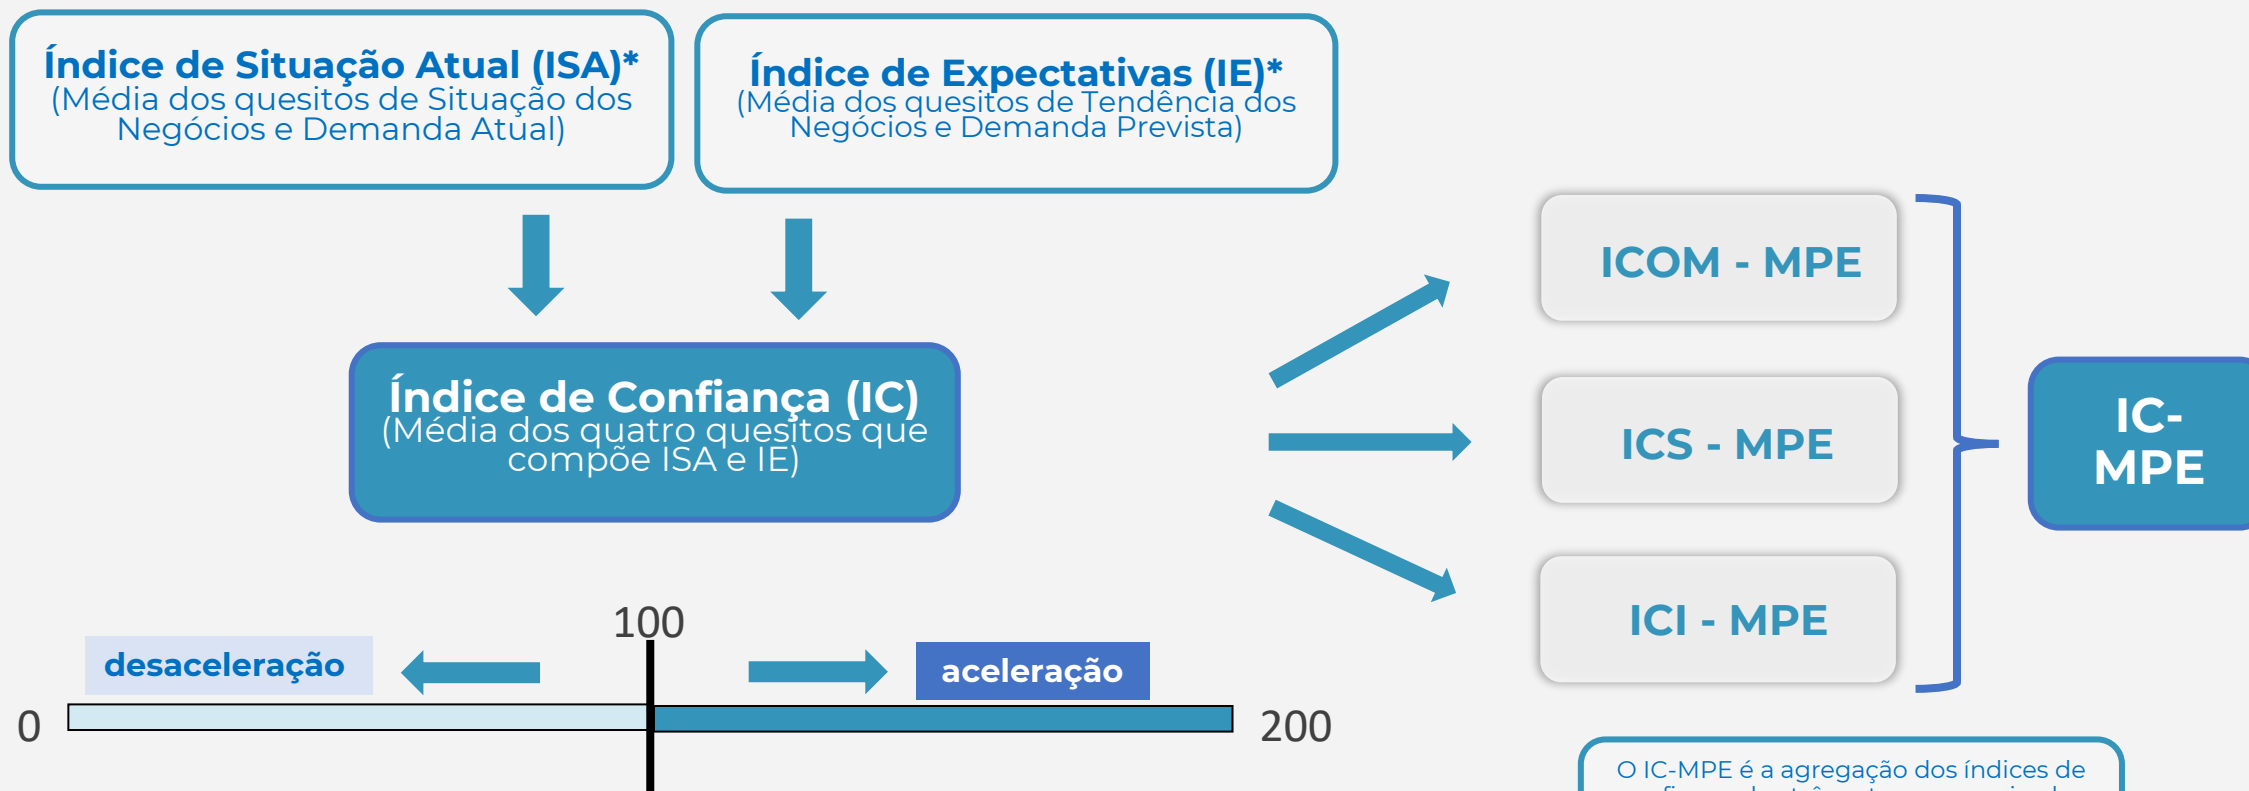 Índice de Situação Atual (ISA)*
(Média dos quesitos de Situação dos
Negócios e Demanda Atual)
Índice de Expectativas (IE)*
(Média dos quesitos de Tendência dos
Negócios e Demanda Prevista)
Índice de Confiança (IC)
(Média dos quatro quesitos que
compõe ISA e IE)
ICOM - MPE
ICS - MPE
ICI - MPE
IC-
MPE
100
desaceleração
aceleração
0
200
O IC-MPE é a agregação dos índices de